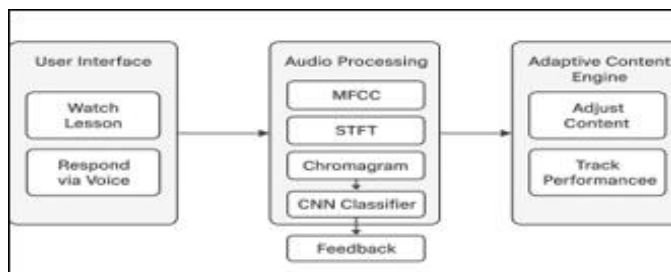 User Interface
Watch
Lesson
Respond
via Voice
Audio Processing
MFCC
STFT
Chromagram
CNN Classifier
Feedback
Adaptive Content
Engine
Adjust
Content
Track
Performancee